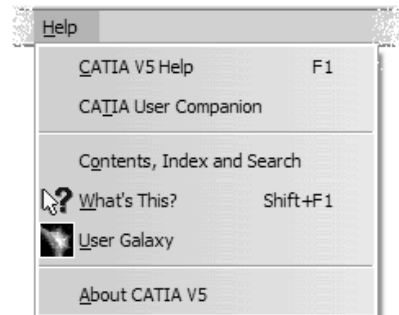 Help
CATIA V5 Help F1
CATIA User Companion
Contents, Index and Search
What's This? Shift+F1
User Galaxy
About CATIA V5